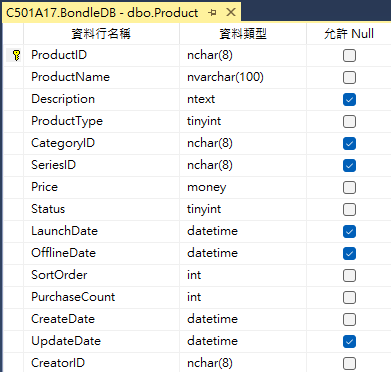 C501A17.BondleDB - dbo.Product
資料行名稱 資料類型 允許 Null
ProductID nchar(8)
ProductName nvarchar(100)
Description ntext
ProductType tinyint
CategoryID nchar(8)
SeriesID nchar(8)
Price money
Status tinyint
LaunchDate datetime
OfflineDate datetime
SortOrder int
PurchaseCount int
CreateDate datetime
UpdateDate datetime
CreatorID nchar(8)